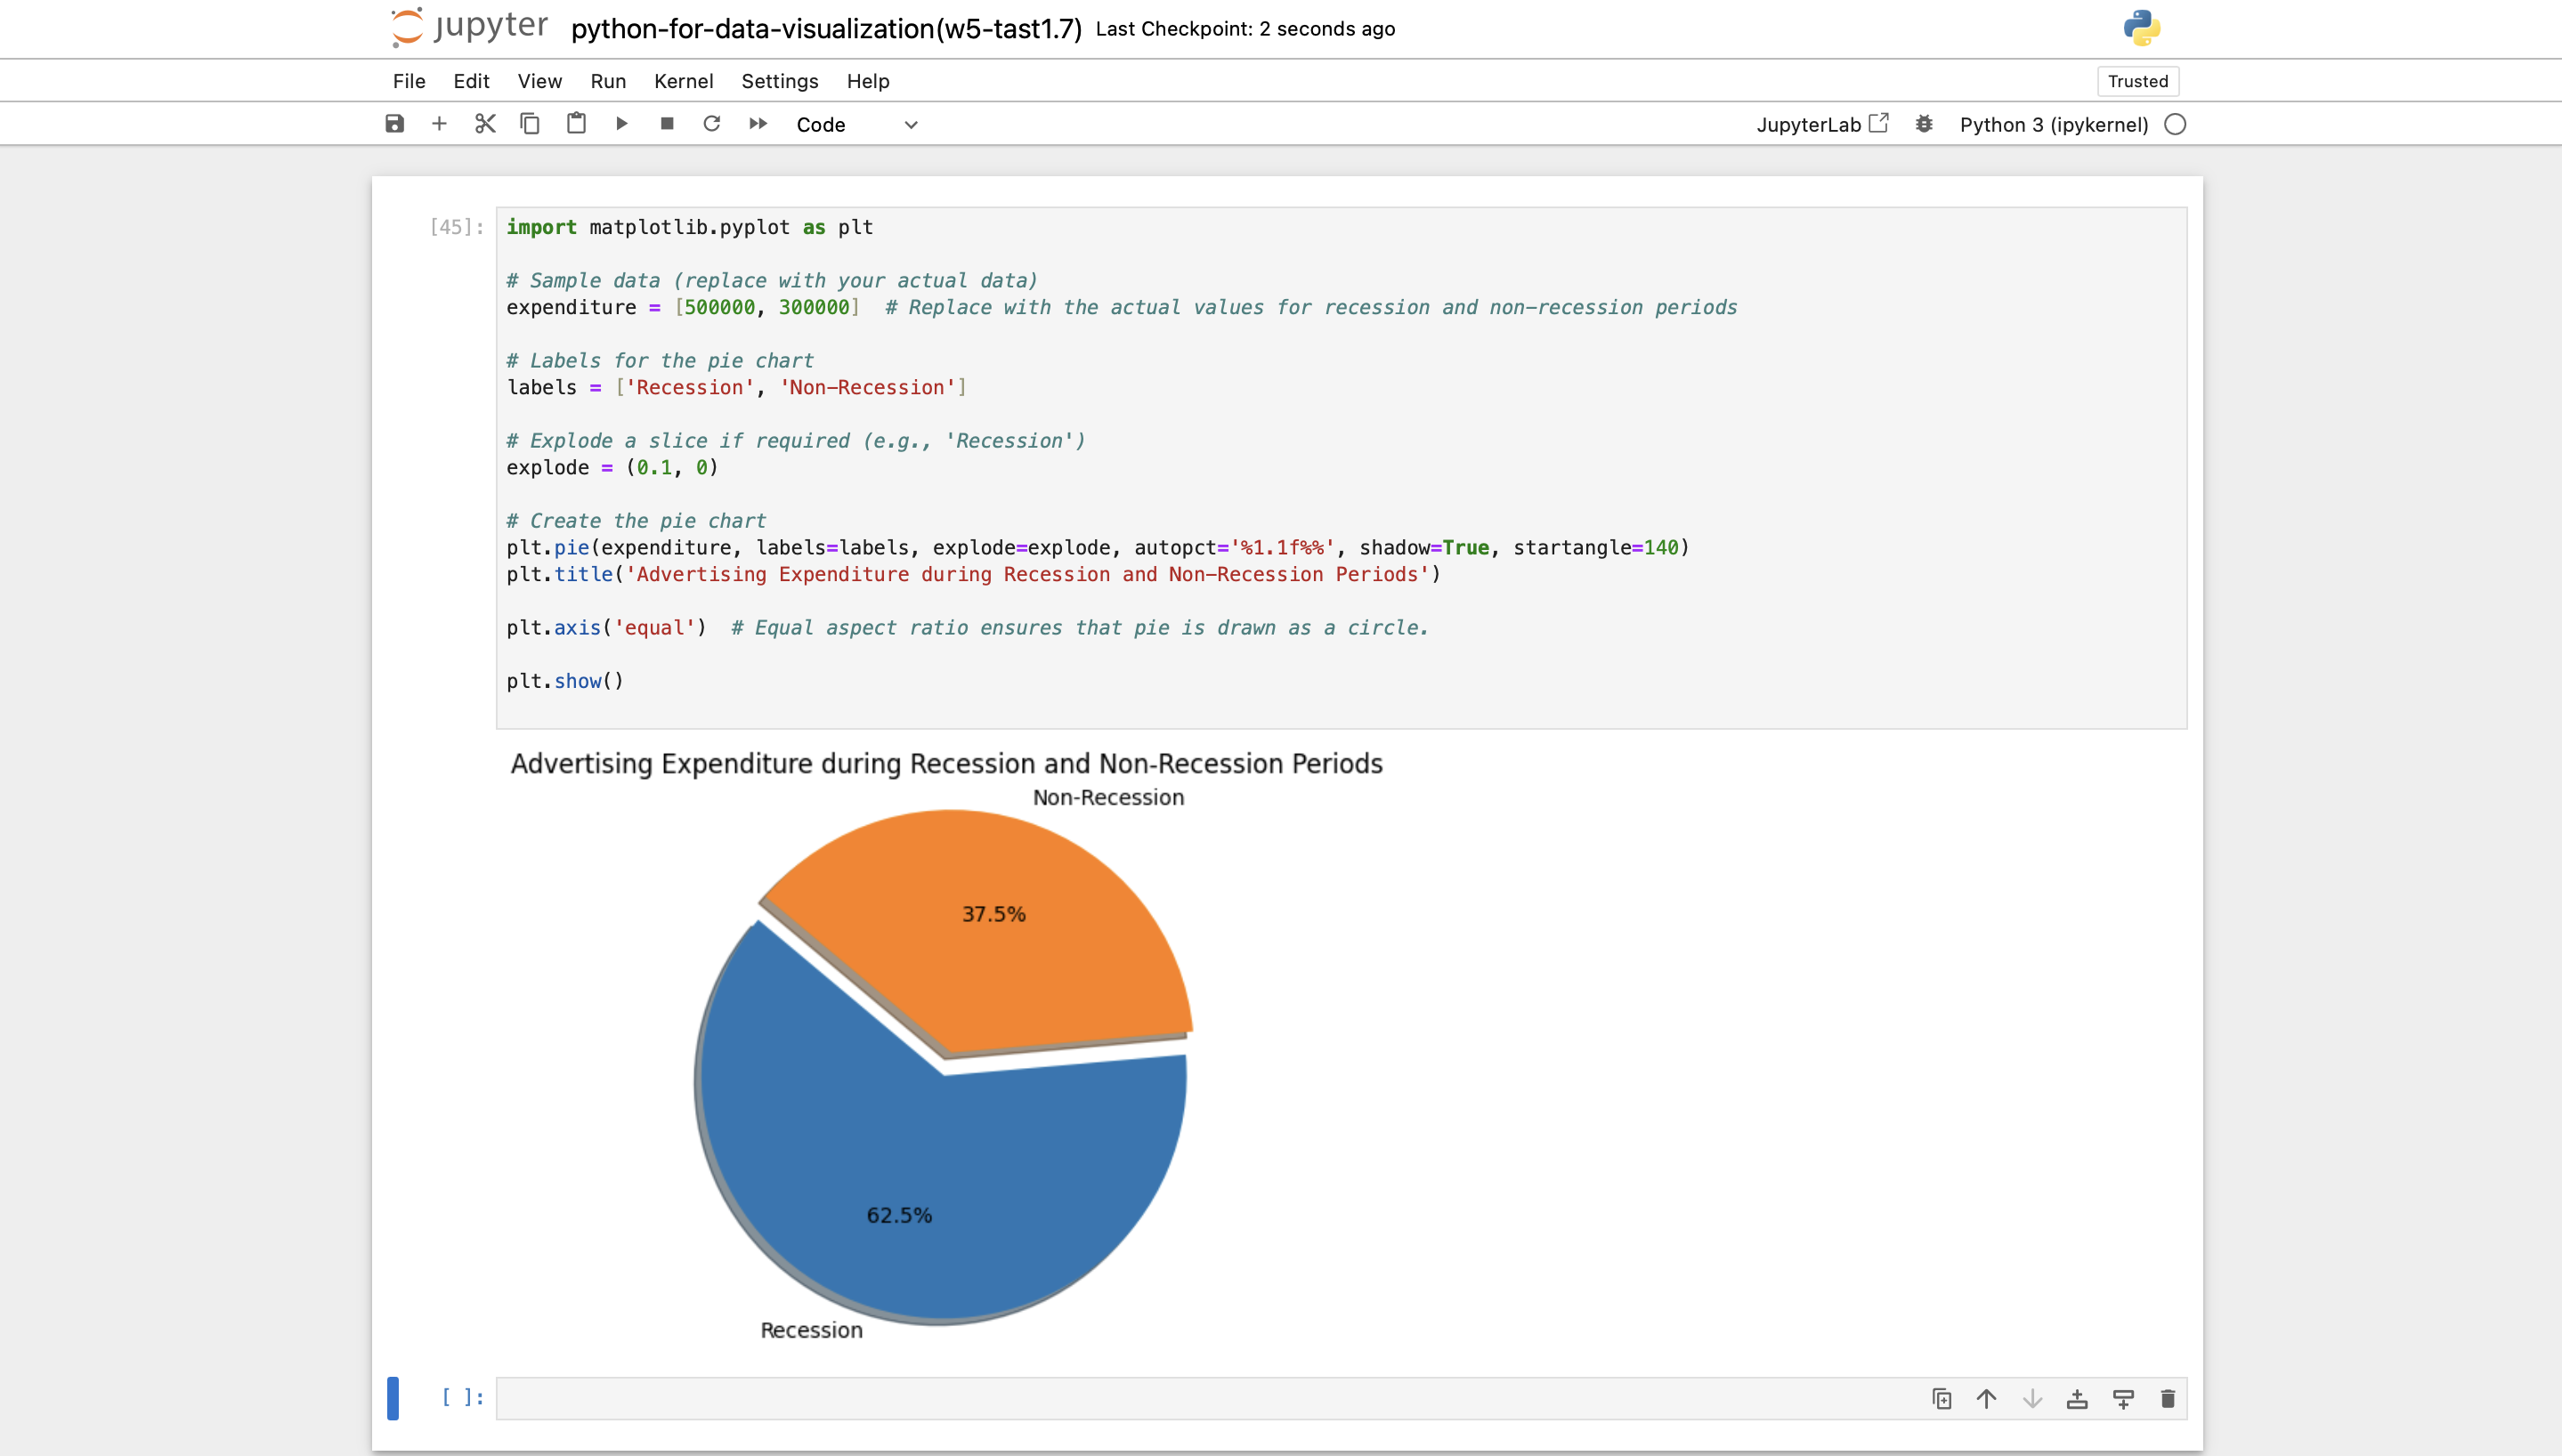 jupyter python-for-data-visualization(w5-tast1.7) Last Checkpoint: 2 seconds ago
File Edit View Run Kernel Settings Help Trusted
Code JupyterLab Python 3 (ipykernel)
[45]: import matplotlib.pyplot as plt
# Sample data (replace with your actual data)
expenditure = [500000, 300000]  # Replace with the actual values for recession and non-recession periods
# Labels for the pie chart
labels = ['Recession', 'Non-Recession']
# Explode a slice if required (e.g., 'Recession')
explode = (0.1, 0)
# Create the pie chart
plt.pie(expenditure, labels=labels, explode=explode, autopct='%1.1f%%', shadow=True, startangle=140)
plt.title('Advertising Expenditure during Recession and Non-Recession Periods')
plt.axis('equal')  # Equal aspect ratio ensures that pie is drawn as a circle.
plt.show()
Advertising Expenditure during Recession and Non-Recession Periods
Non-Recession
37.5%
62.5%
Recession
[ ]: